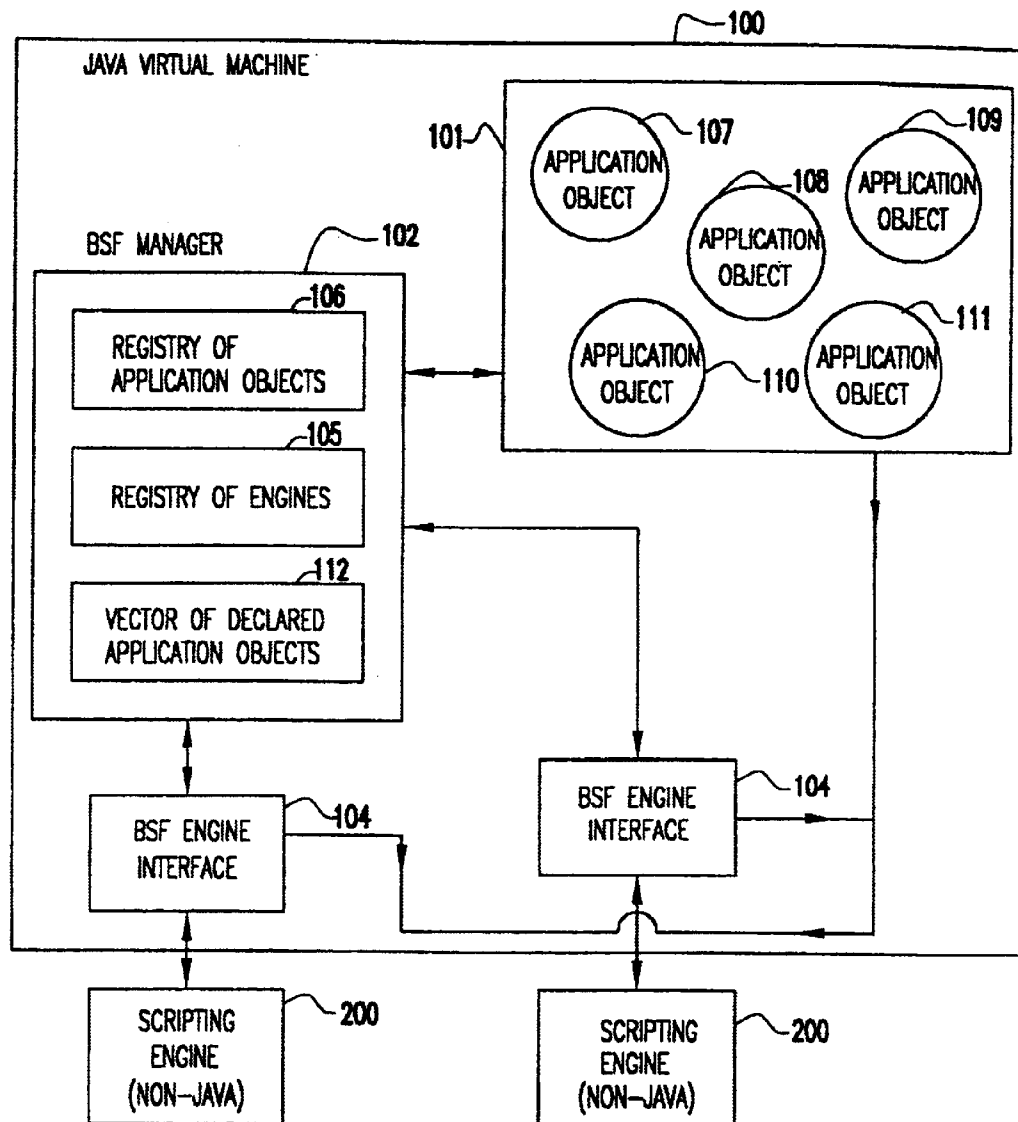 100
JAVA VIRTUAL MACHINE
101
107
APPLICATION
OBJECT
108
APPLICATION
OBJECT
109
APPLICATION
OBJECT
110
APPLICATION
OBJECT
111
APPLICATION
OBJECT
BSF MANAGER
102
106
REGISTRY OF
APPLICATION OBJECTS
105
REGISTRY OF ENGINES
112
VECTOR OF DECLARED
APPLICATION OBJECTS
104
BSF ENGINE
INTERFACE
104
BSF ENGINE
INTERFACE
200
SCRIPTING
ENGINE
(NON-JAVA)
200
SCRIPTING
ENGINE
(NON-JAVA)